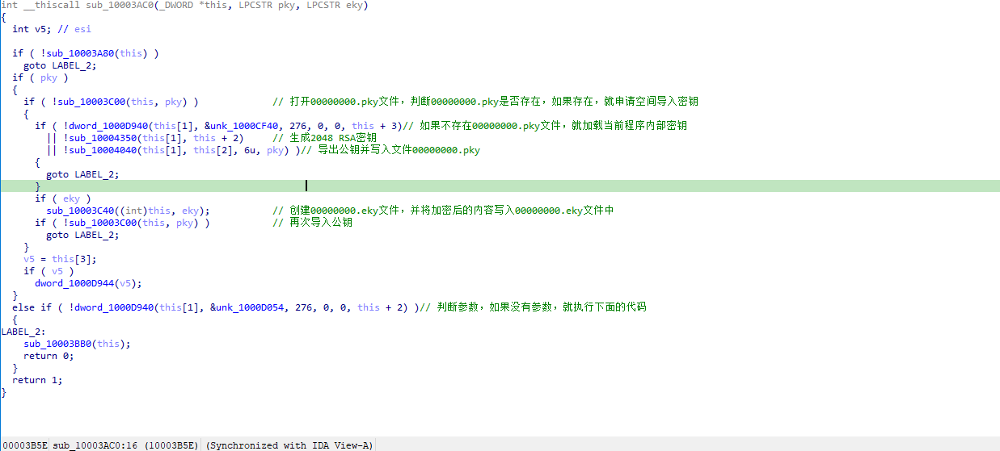 int __thiscall sub_10003AC0(_DWORD *this, LPCSTR pky, LPCSTR eky)
{
  int v5; // esi

  if ( !sub_10003A80(this) )
    goto LABEL_2;
  if ( pky )
  {
    if ( !sub_10003C00(this, pky) )             // 打开00000000.pky文件，判断00000000.pky是否存在，如果存在，就申请空间导入密钥
    {
      if ( !dword_1000D940(this[1], &unk_1000CF40, 276, 0, 0, this + 3)// 如果不存在00000000.pky文件，就加载当前程序内部密钥
        || !sub_10004350(this[1], this + 2)     // 生成2048 RSA密钥
        || !sub_10004040(this[1], this[2], 6u, pky) )// 导出公钥并写入文件00000000.pky
      {
        goto LABEL_2;
      }
      if ( eky )
        sub_10003C40((int)this, eky);           // 创建00000000.eky文件，并将加密后的内容写入00000000.eky文件中
      if ( !sub_10003C00(this, pky) )           // 再次导入公钥
        goto LABEL_2;
    }
    v5 = this[3];
    if ( v5 )
      dword_1000D944(v5);
  }
  else if ( !dword_1000D940(this[1], &unk_1000D054, 276, 0, 0, this + 2) )// 判断参数，如果没有参数，就执行下面的代码
  {
LABEL_2:
    sub_10003BB0(this);
    return 0;
  }
  return 1;
}
00003B5E sub_10003AC0:16 (10003B5E) (Synchronized with IDA View-A)